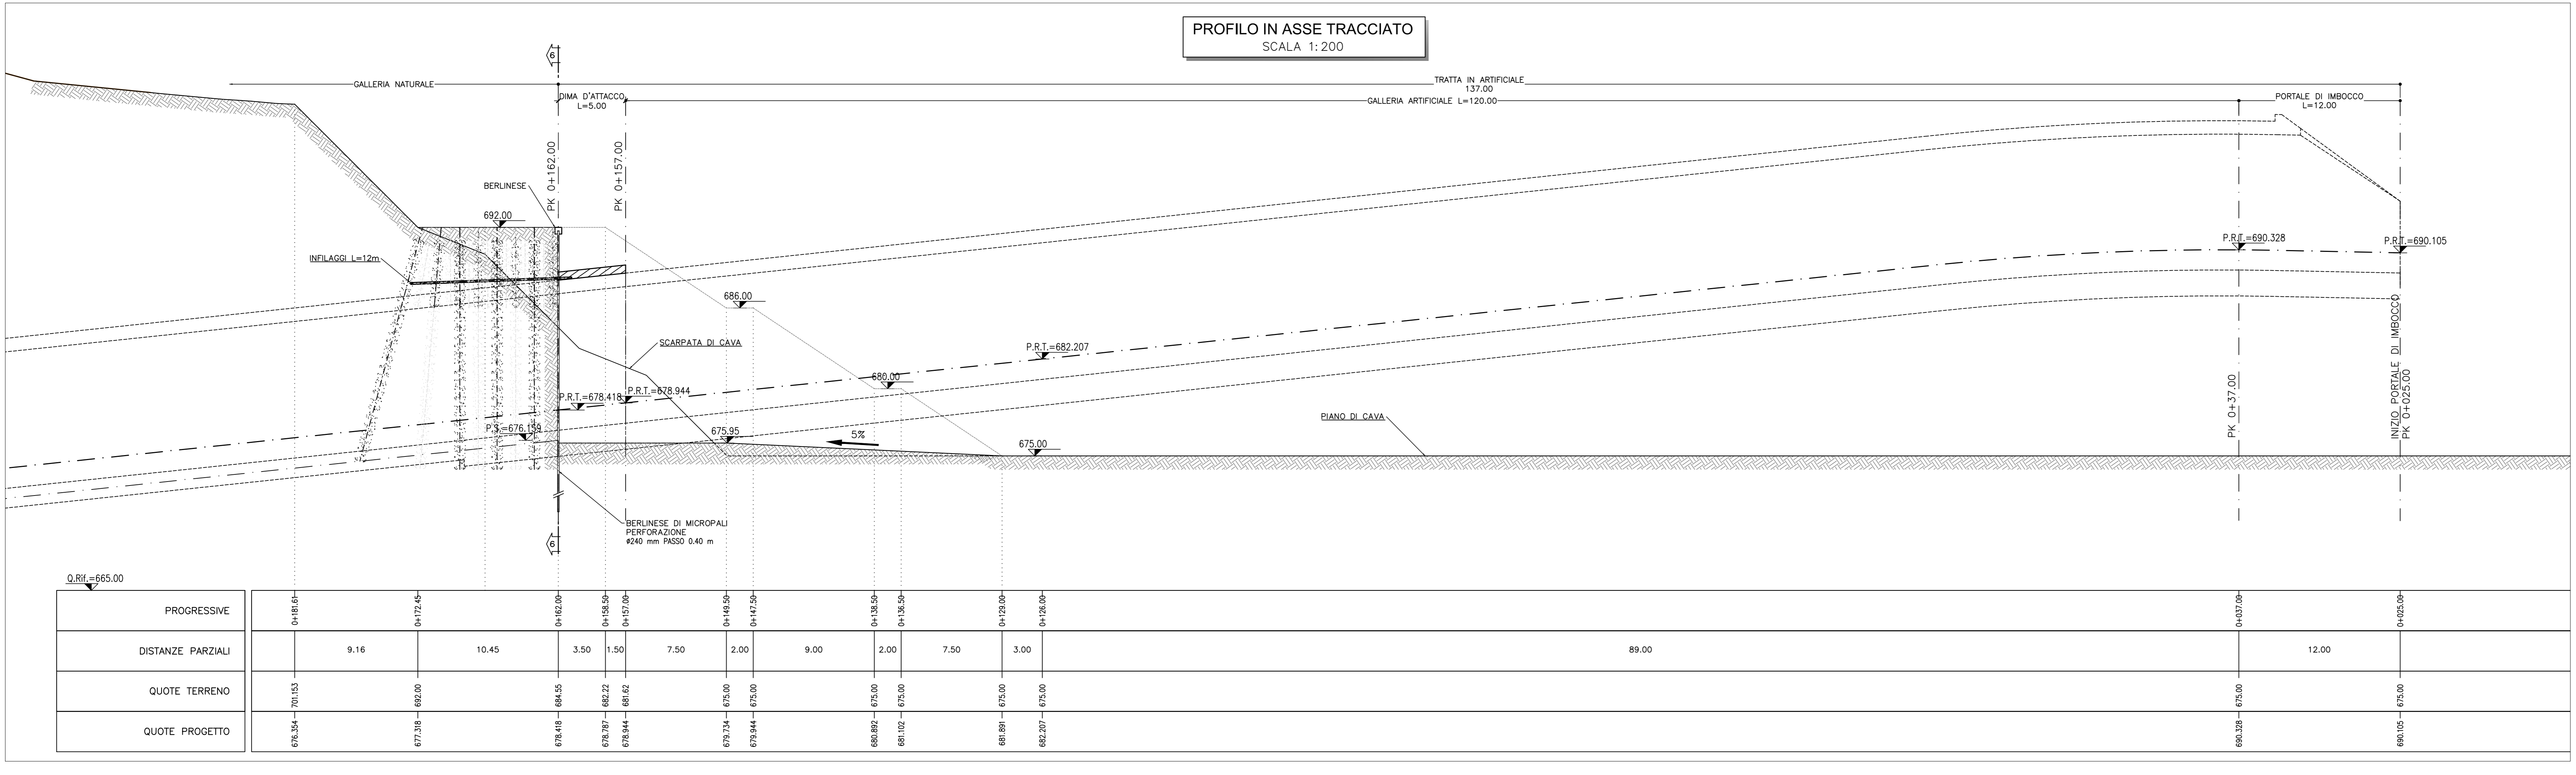 PROFILO IN ASSE TRACCIATO
SCALA 1:200
6
GALLERIA NATURALE
TRATTA IN ARTIFICIALE
137.00
DIMA D'ATTACCO
L=5.00
GALLERIA ARTIFICIALE L=120.00
PORTALE DI IMBOCCO
L=12.00
PK 0+162.00
PK 0+157.00
BERLINESE
692.00
INFILAGGI L=12m
P.R.T.=690.328
P.R.T.=690.105
686.00
SCARPATA DI CAVA
P.R.T.=682.207
680.00
P.R.T.=678.944
P.R.T.=678.418
P.S.=676.159
675.95
5%
675.00
PIANO DI CAVA
PK 0+37.00
INIZIO PORTALE DI IMBOCCO
PK 0+025.00
BERLINESE DI MICROPALI
PERFORAZIONE
ø240 mm PASSO 0.40 m
6
Q.Rif.=665.00
PROGRESSIVE 0+181.61 0+172.45 0+162.00 0+158.50 0+157.00 0+149.50 0+147.50 0+138.50 0+136.50 0+129.00 0+126.00 0+037.00 0+025.00
DISTANZE PARZIALI 9.16 10.45 3.50 1.50 7.50 2.00 9.00 2.00 7.50 3.00 89.00 12.00
QUOTE TERRENO 701.153 692.00 684.55 682.22 681.62 675.00 675.00 675.00 675.00 675.00 675.00 675.00 675.00
QUOTE PROGETTO 676.354 677.318 678.418 678.787 678.944 679.734 679.944 680.892 681.102 681.891 682.207 690.328 690.105